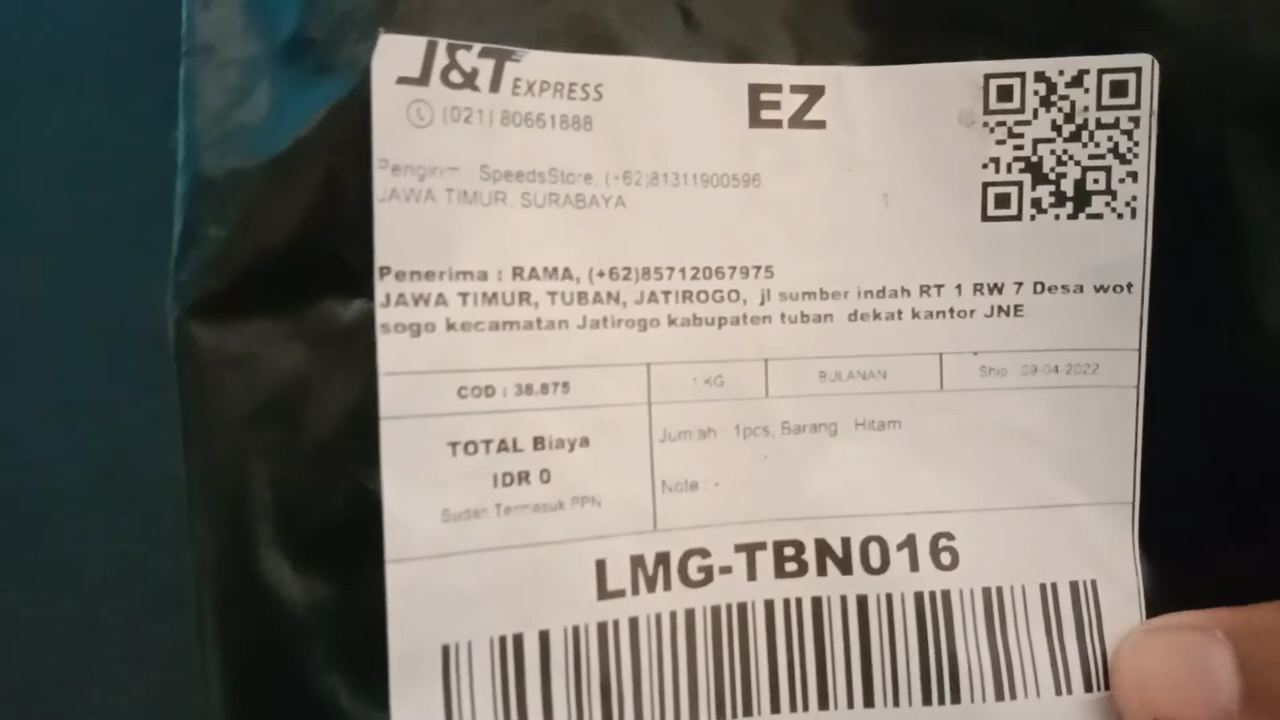 J&T EXPRESS
EZ
(021) 80661888
Pengirim SpeedsStore, (+62)81311900596
JAWA TIMUR, SURABAYA
1
Penerima : RAMA, (+62)85712067975
JAWA TIMUR, TUBAN, JATIROGO, jl sumber indah RT 1 RW 7 Desa wot
sogo kecamatan Jatirogo kabupaten tuban dekat kantor JNE
COD : 38.875
1 KG
BULANAN
Ship 09-04-2022
TOTAL Biaya
IDR 0
Sudah Termasuk PPN
Jumlah : 1pcs, Barang : Hitam
Note : -
LMG-TBN016